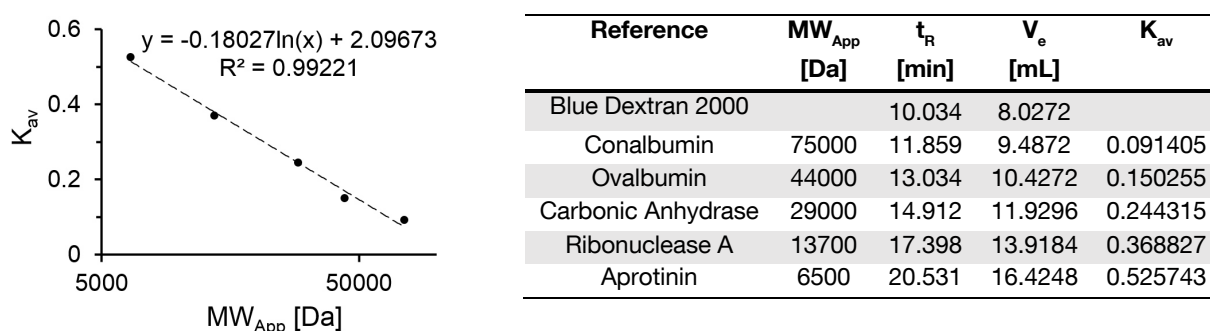 y = -0.18027ln(x) + 2.09673
R² = 0.99221
0.6
0.4
0.2
0
K_av
5000 50000
MW_App [Da]
Reference MW_App t_R V_e K_av
[Da] [min] [mL]
Blue Dextran 2000 10.034 8.0272
Conalbumin 75000 11.859 9.4872 0.091405
Ovalbumin 44000 13.034 10.4272 0.150255
Carbonic Anhydrase 29000 14.912 11.9296 0.244315
Ribonuclease A 13700 17.398 13.9184 0.368827
Aprotinin 6500 20.531 16.4248 0.525743